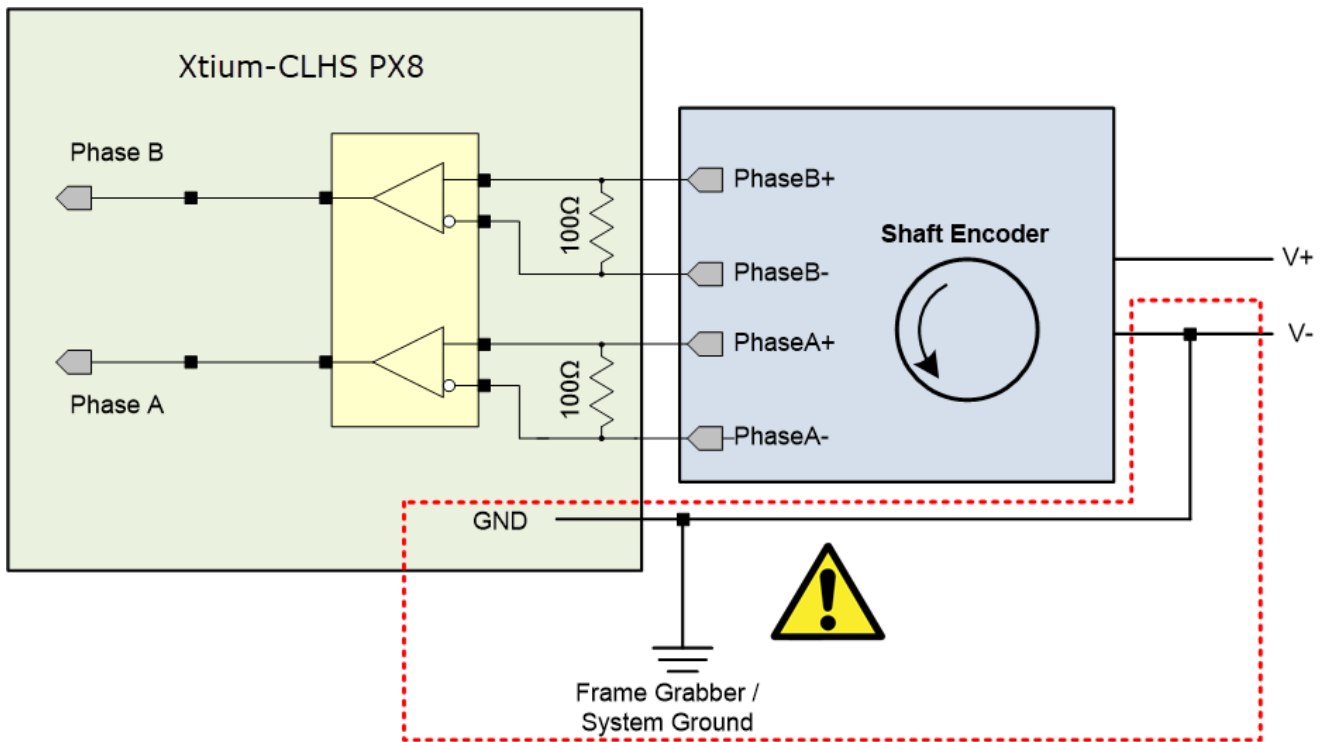 Xtium-CLHS PX8
Phase B
100Ω
PhaseB+
PhaseB-
Shaft Encoder
V+
Phase A
100Ω
PhaseA+
PhaseA-
V-
GND
Frame Grabber /
System Ground